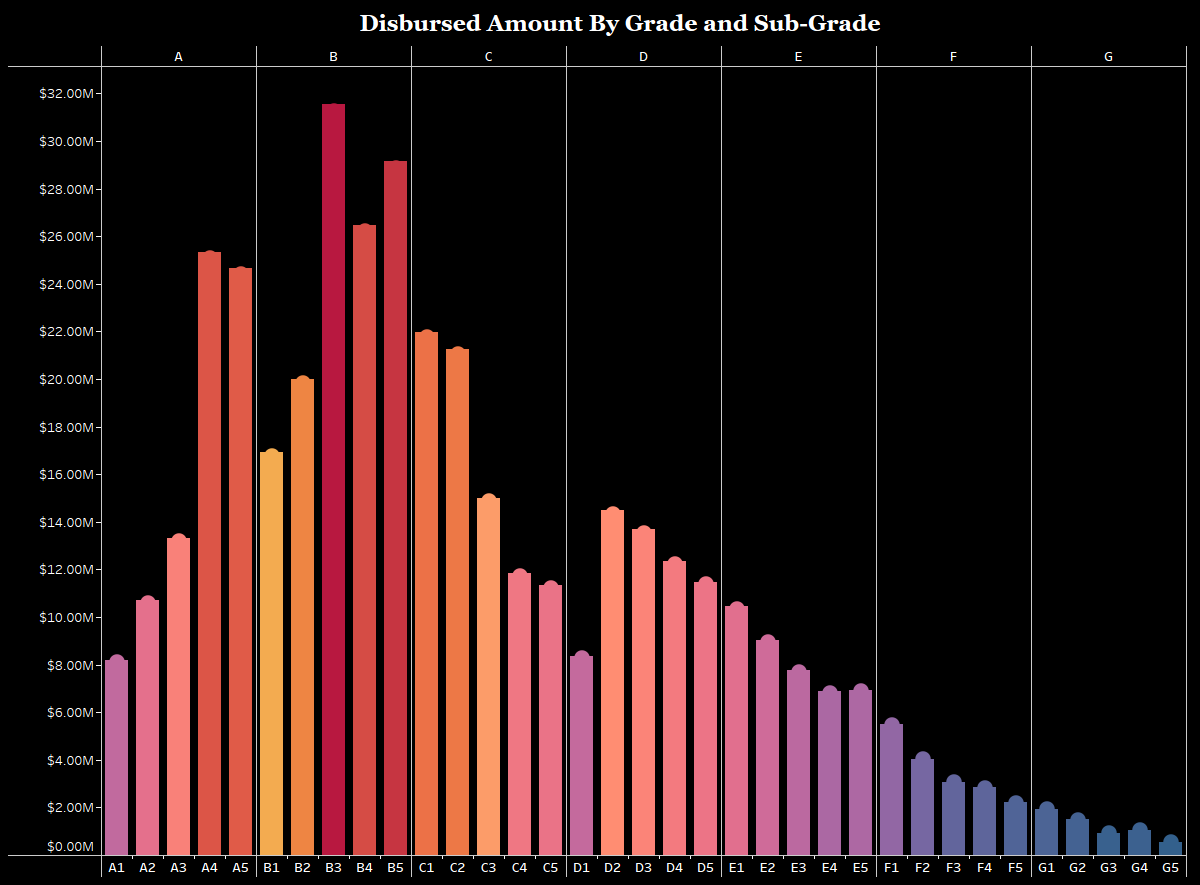 Disbursed Amount By Grade and Sub-Grade
A B C D E F G
$32.00M
$30.00M
$28.00M
$26.00M
$24.00M
$22.00M
$20.00M
$18.00M
$16.00M
$14.00M
$12.00M
$10.00M
$8.00M
$6.00M
$4.00M
$2.00M
$0.00M
A1 A2 A3 A4 A5 B1 B2 B3 B4 B5 C1 C2 C3 C4 C5 D1 D2 D3 D4 D5 E1 E2 E3 E4 E5 F1 F2 F3 F4 F5 G1 G2 G3 G4 G5